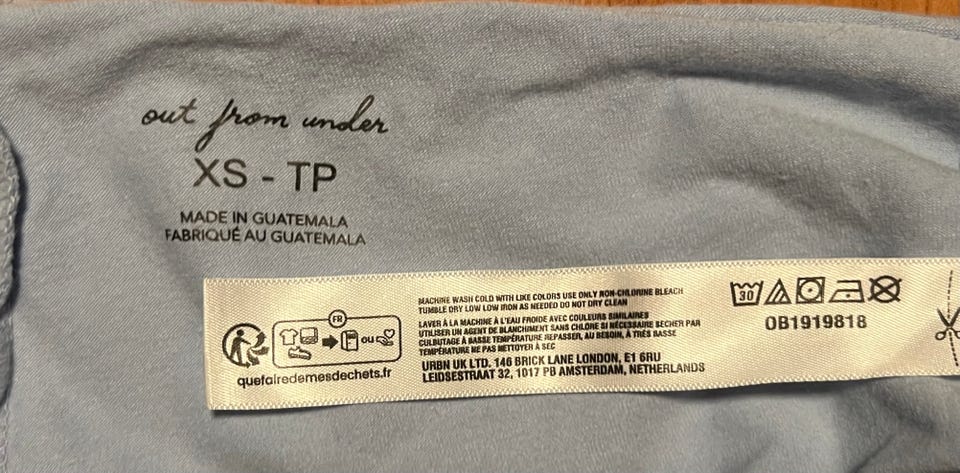 out from under
XS - TP
MADE IN GUATEMALA
FABRIQUÉ AU GUATEMALA
FR
OU
quefairedemesdechets.fr
MACHINE WASH COLD WITH LIKE COLORS USE ONLY NON-CHLORINE BLEACH
TUMBLE DRY LOW LOW IRON AS NEEDED DO NOT DRY CLEAN
LAVER À LA MACHINE À L'EAU FROIDE AVEC COULEURS SIMILAIRES
UTILISER UN AGENT DE BLANCHIMENT SANS CHLORE SI NÉCESSAIRE SECHER PAR
CULBUTAGE À BASSE TEMPÉRATURE REPASSER, AU BESOIN, À TRÈS BASSE
TEMPÉRATURE NE PAS NETTOYER À SEC
URBN UK LTD. 146 BRICK LANE LONDON, E1 6RU
LEIDSESTRAAT 32, 1017 PB AMSTERDAM, NETHERLANDS
30
OB1919818